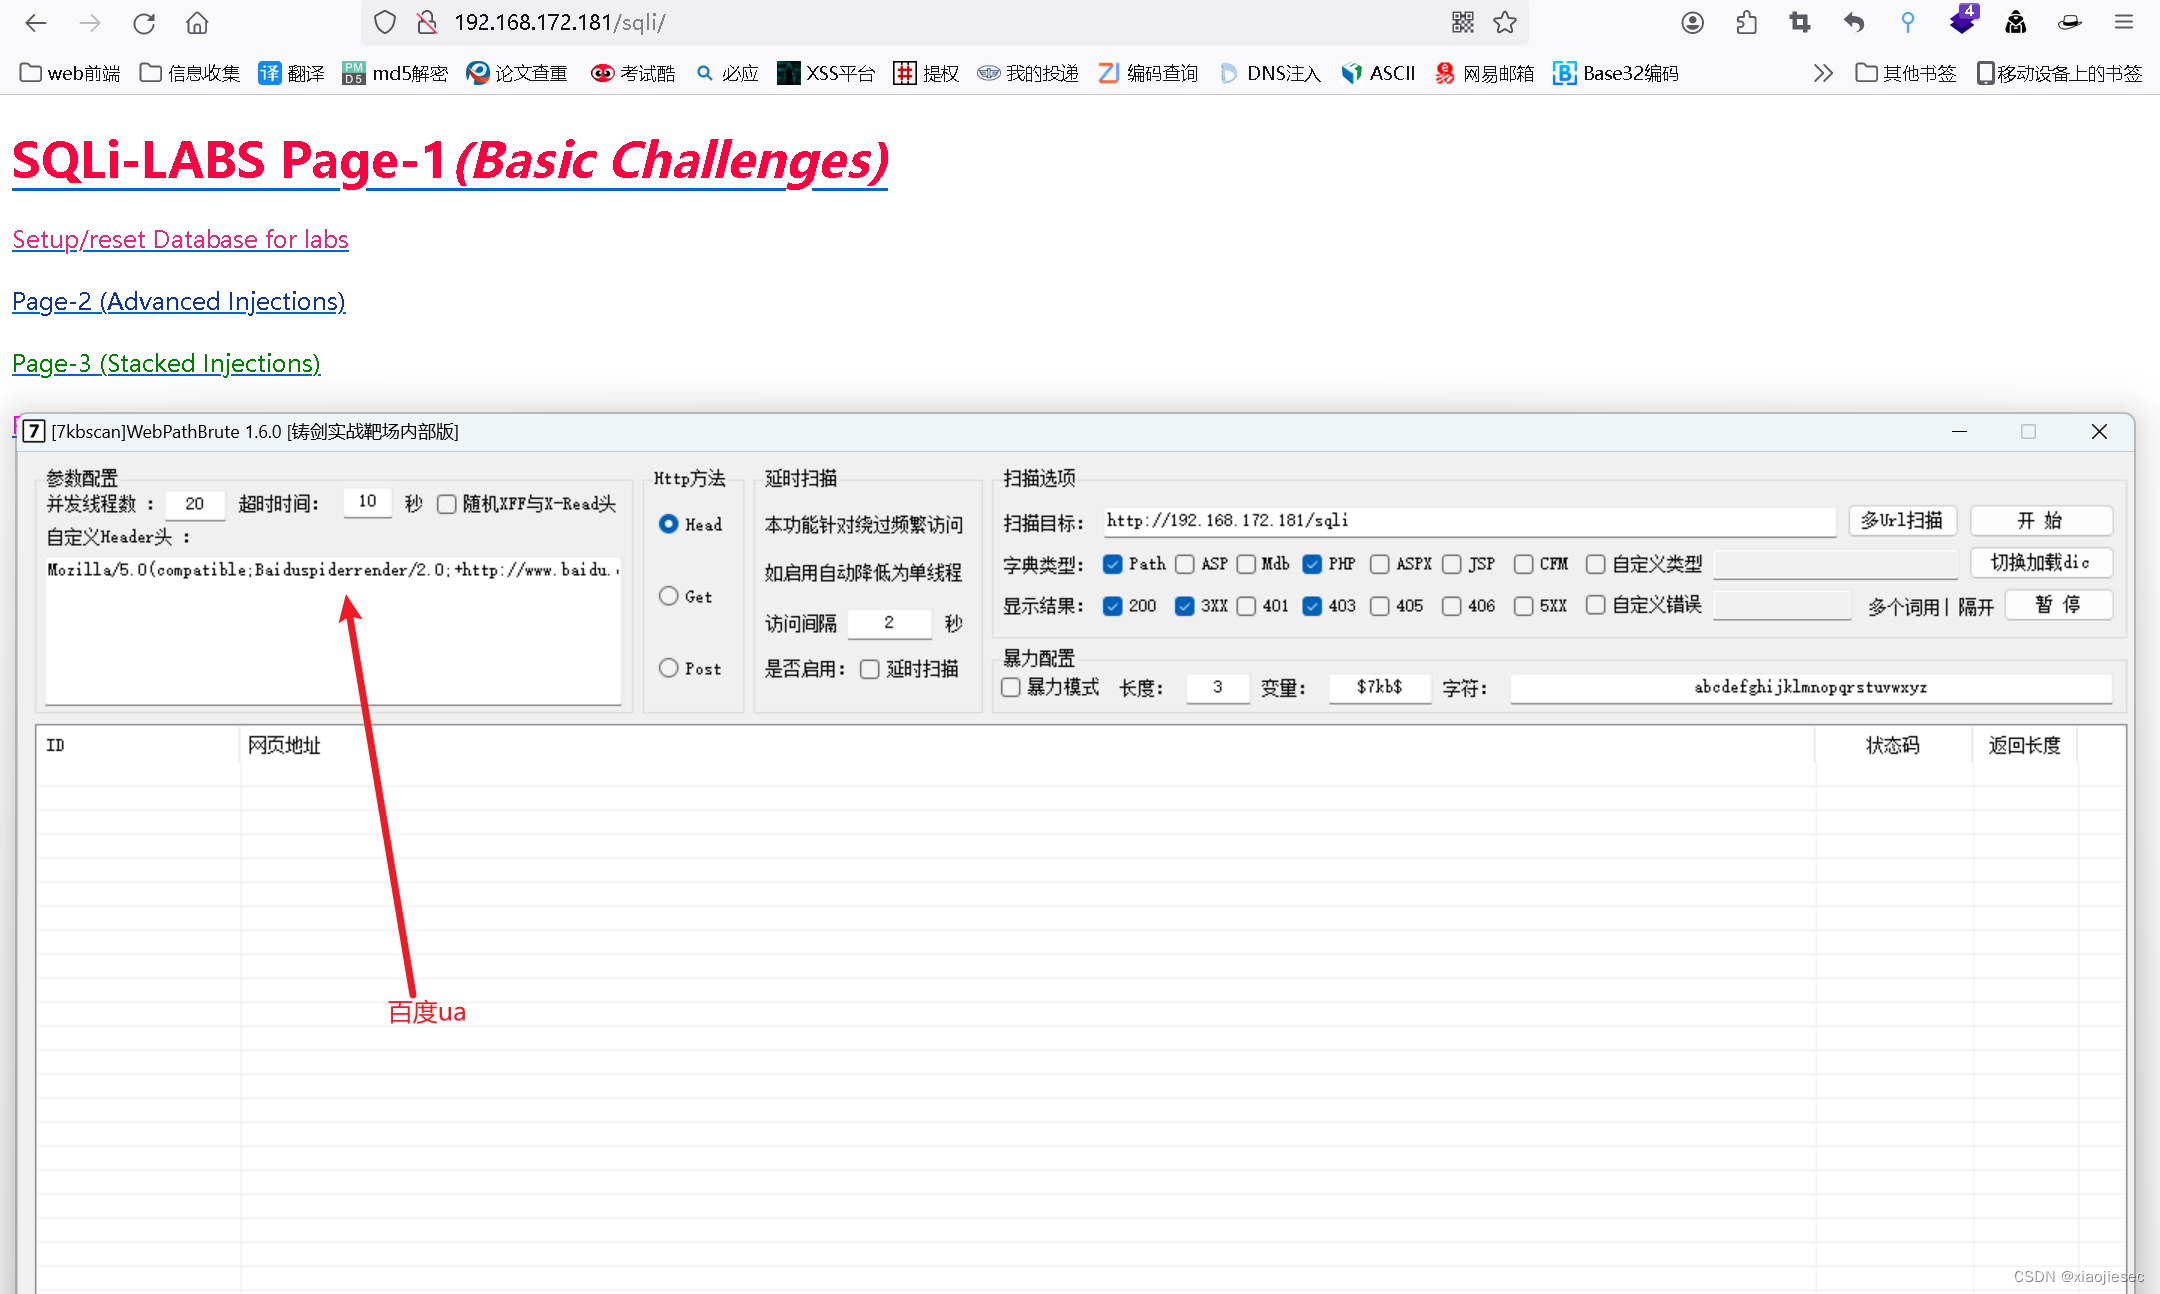 192.168.172.181/sqli/
4
web前端 信息收集 译 翻译 PM D5 md5解密 论文查重 考试酷 必应 XSS平台 提权 我的投递 编码查询 DNS注入 ASCII 网易邮箱 Base32编码 其他书签 移动设备上的书签
SQLi-LABS Page-1(Basic Challenges)
Setup/reset Database for labs
Page-2 (Advanced Injections)
Page-3 (Stacked Injections)
7 [7kbscan]WebPathBrute 1.6.0 [铸剑实战靶场内部版]
参数配置
并发线程数 ： 20 超时时间： 10 秒 随机XFF与X-Read头
自定义Header头 ：
Mozilla/5.0(compatible;Baiduspiderrender/2.0;+http://www.baidu.
Http方法
Head
Get
Post
延时扫描
本功能针对绕过频繁访问
如启用自动降低为单线程
访问间隔 2 秒
是否启用： 延时扫描
扫描选项
扫描目标： http://192.168.172.181/sqli 多Url扫描 开 始
字典类型： Path ASP Mdb PHP ASPX JSP CFM 自定义类型 切换加载dic
显示结果： 200 3XX 401 403 405 406 5XX 自定义错误 多个词用| 隔开 暂 停
暴力配置
暴力模式 长度： 3 变量： $7kb$ 字符： abcdefghijklmnopqrstuvwxyz
ID 网页地址 状态码 返回长度
百度ua
CSDN @xiaojiesec